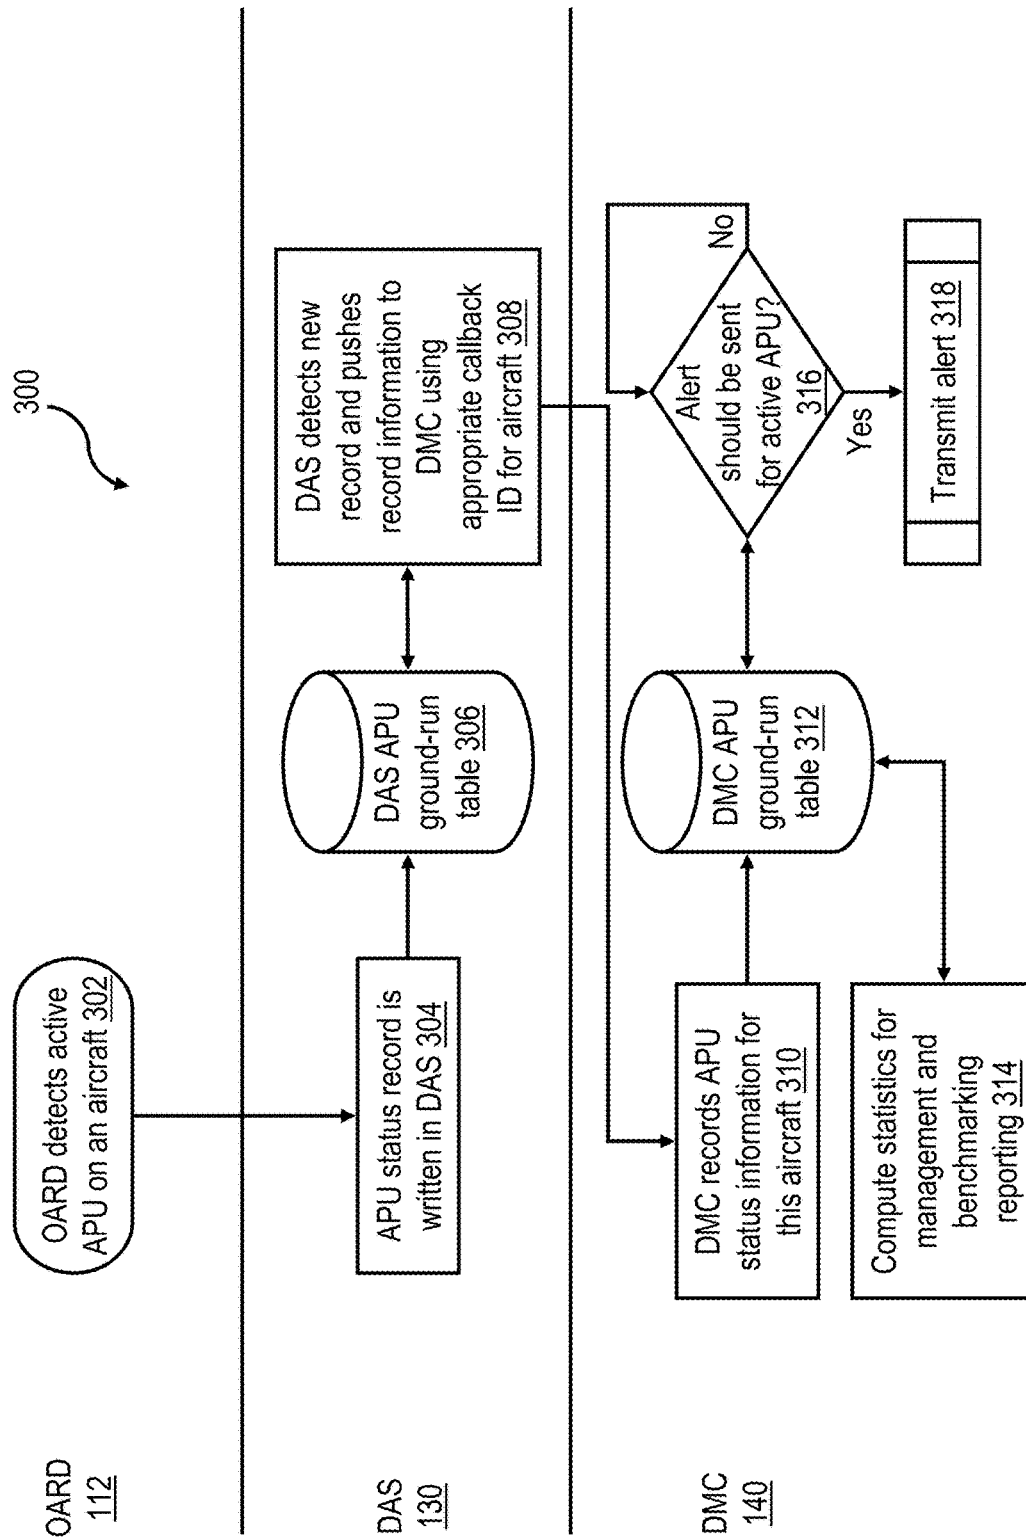 300
OARD
112
OARD detects active
APU on an aircraft 302
DAS
130
APU status record is
written in DAS 304
DAS APU
ground-run
table 306
DAS detects new
record and pushes
record information to
DMC using
appropriate callback
ID for aircraft 308
DMC
140
DMC records APU
status information for
this aircraft 310
DMC APU
ground-run
table 312
Alert
should be sent
for active APU?
316
No
Yes
Compute statistics for
management and
benchmarking
reporting 314
Transmit alert 318